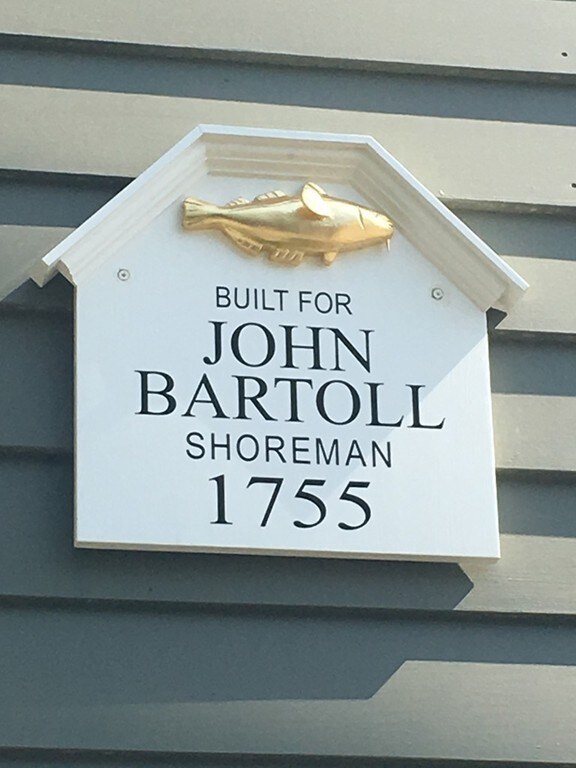 BUILT FOR
JOHN
BARTOLL
SHOREMAN
1755